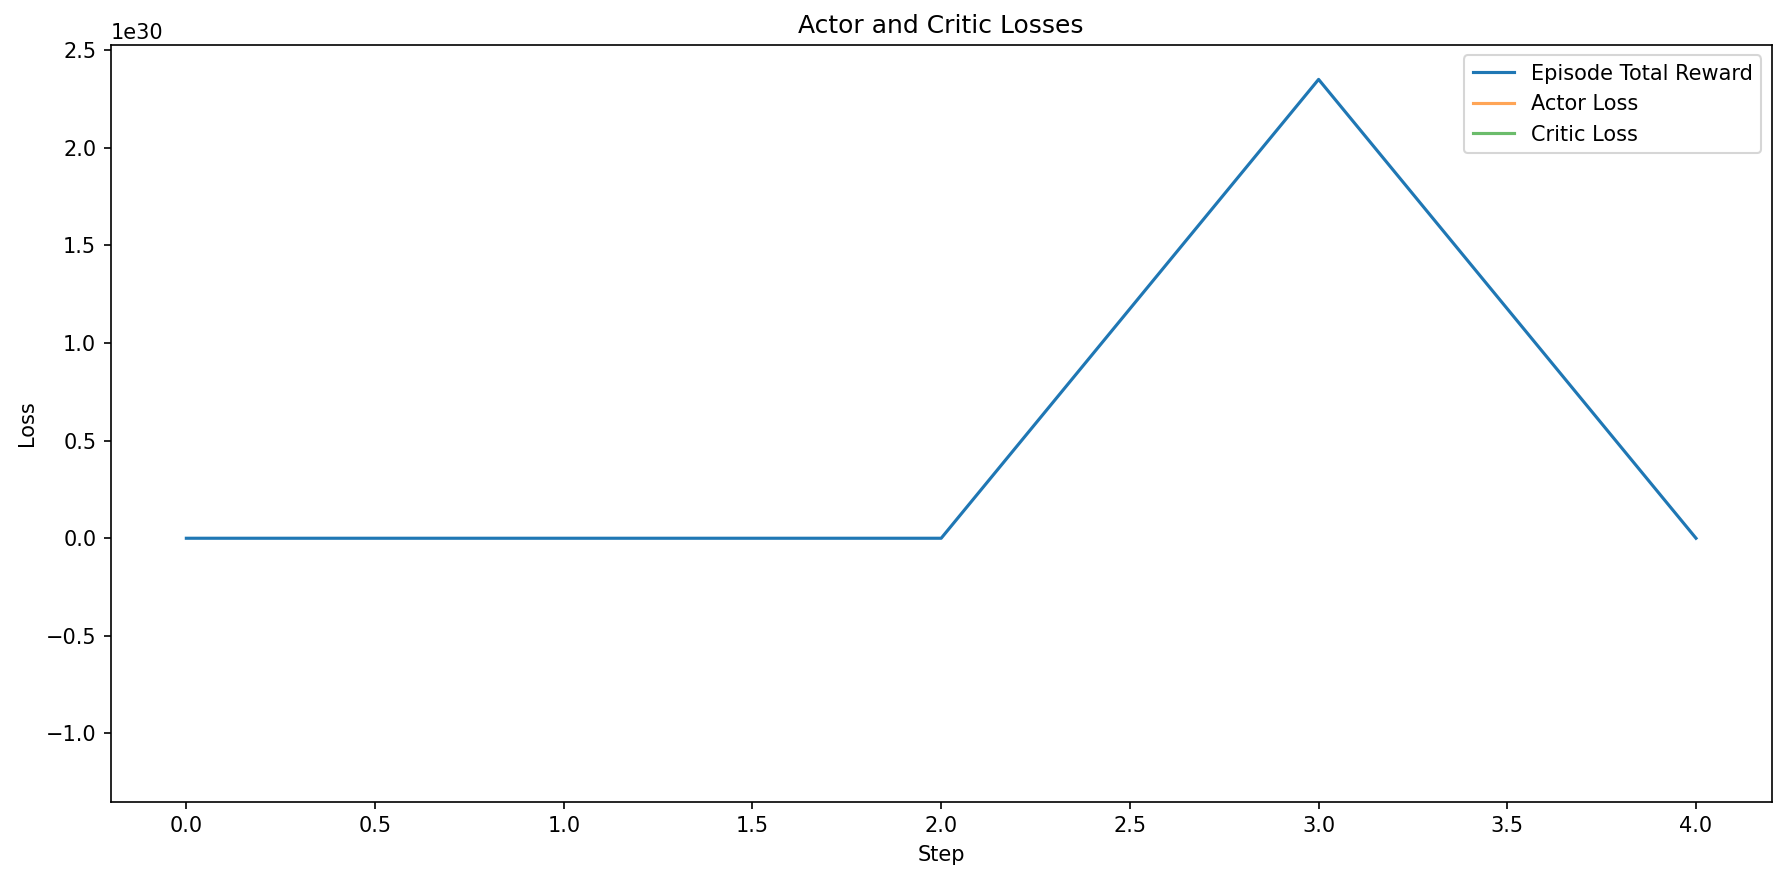 Actor and Critic Losses
1e30
2.5
2.0
1.5
1.0
0.5
0.0
−0.5
−1.0
Loss
Episode Total Reward
Actor Loss
Critic Loss
0.0 0.5 1.0 1.5 2.0 2.5 3.0 3.5 4.0
Step